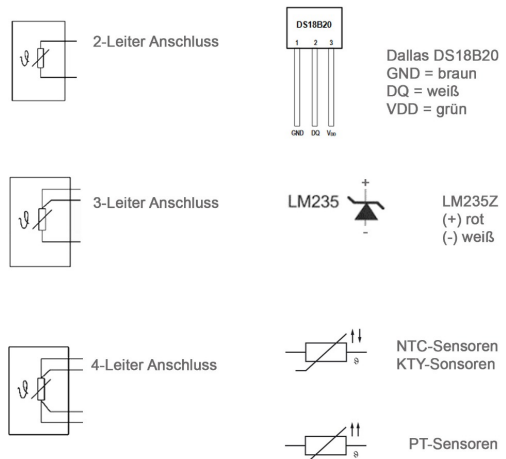 2-Leiter Anschluss
DS18B20
1 2 3
GND DQ VDD
Dallas DS18B20
GND = braun
DQ = weiß
VDD = grün
ϑ
3-Leiter Anschluss
ϑ
LM235
+
-
LM235Z
(+) rot
(-) weiß
4-Leiter Anschluss
ϑ
NTC-Sensoren
KTY-Sonsoren
ϑ
PT-Sensoren
ϑ